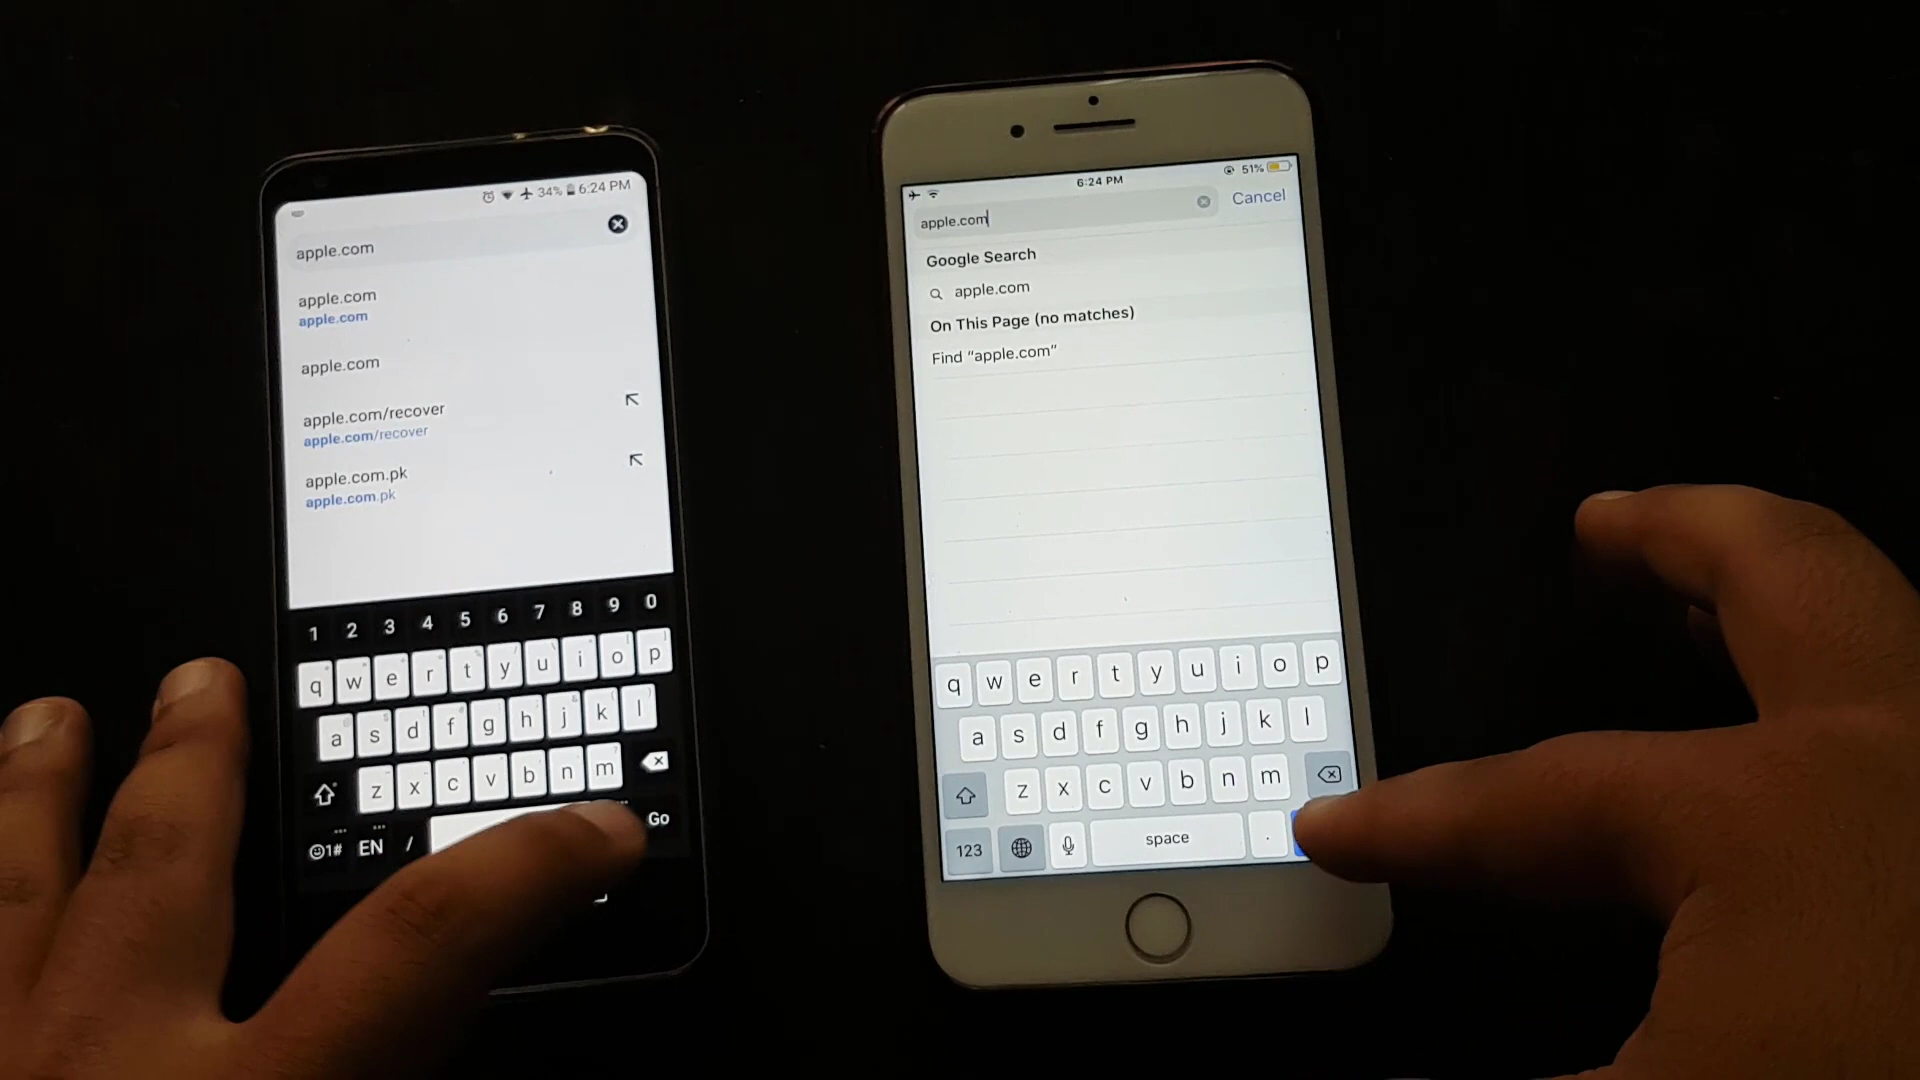 34% 6:24 PM
apple.com
apple.com
apple.com
apple.com
apple.com/recover
apple.com/recover
apple.com.pk
apple.com.pk
1 2 3 4 5 6 7 8 9 0
q w e r t y u i o p
a s d f g h j k l
z x c v b n m
1# EN / Go
6:24 PM 51%
apple.com Cancel
Google Search
apple.com
On This Page (no matches)
Find “apple.com”
q w e r t y u i o p
a s d f g h j k l
z x c v b n m
123 space .